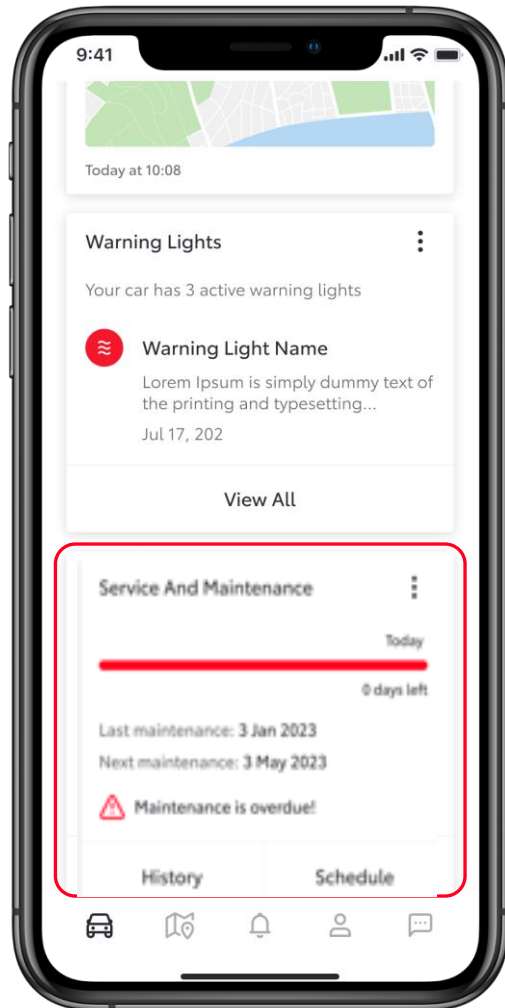 9:41
Today at 10:08
Warning Lights
Your car has 3 active warning lights
Warning Light Name
Lorem Ipsum is simply dummy text of
the printing and typesetting...
Jul 17, 202
View All
Service And Maintenance
Today
0 days left
Last maintenance: 3 Jan 2023
Next maintenance: 3 May 2023
Maintenance is overdue!
History Schedule